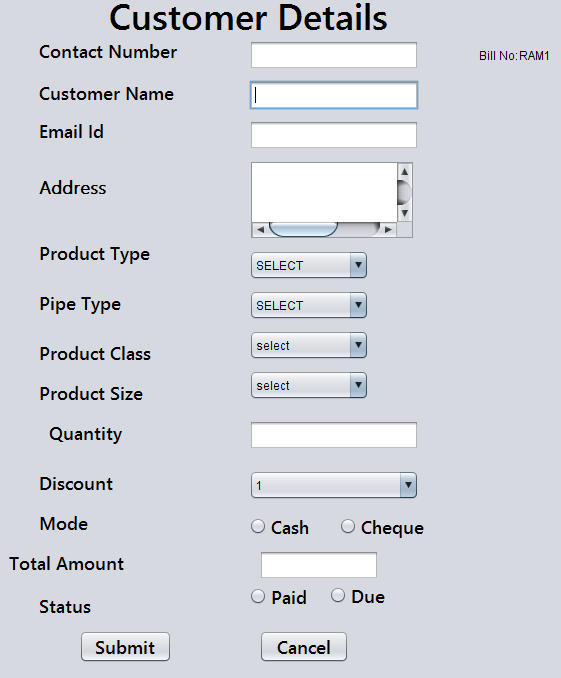 Customer Details
Contact Number
Bill No:RAM1
Customer Name
Email Id
Address
Product Type
SELECT
Pipe Type
SELECT
Product Class
select
Product Size
select
Quantity
Discount
1
Mode
Cash
Cheque
Total Amount
Status
Paid
Due
Submit
Cancel